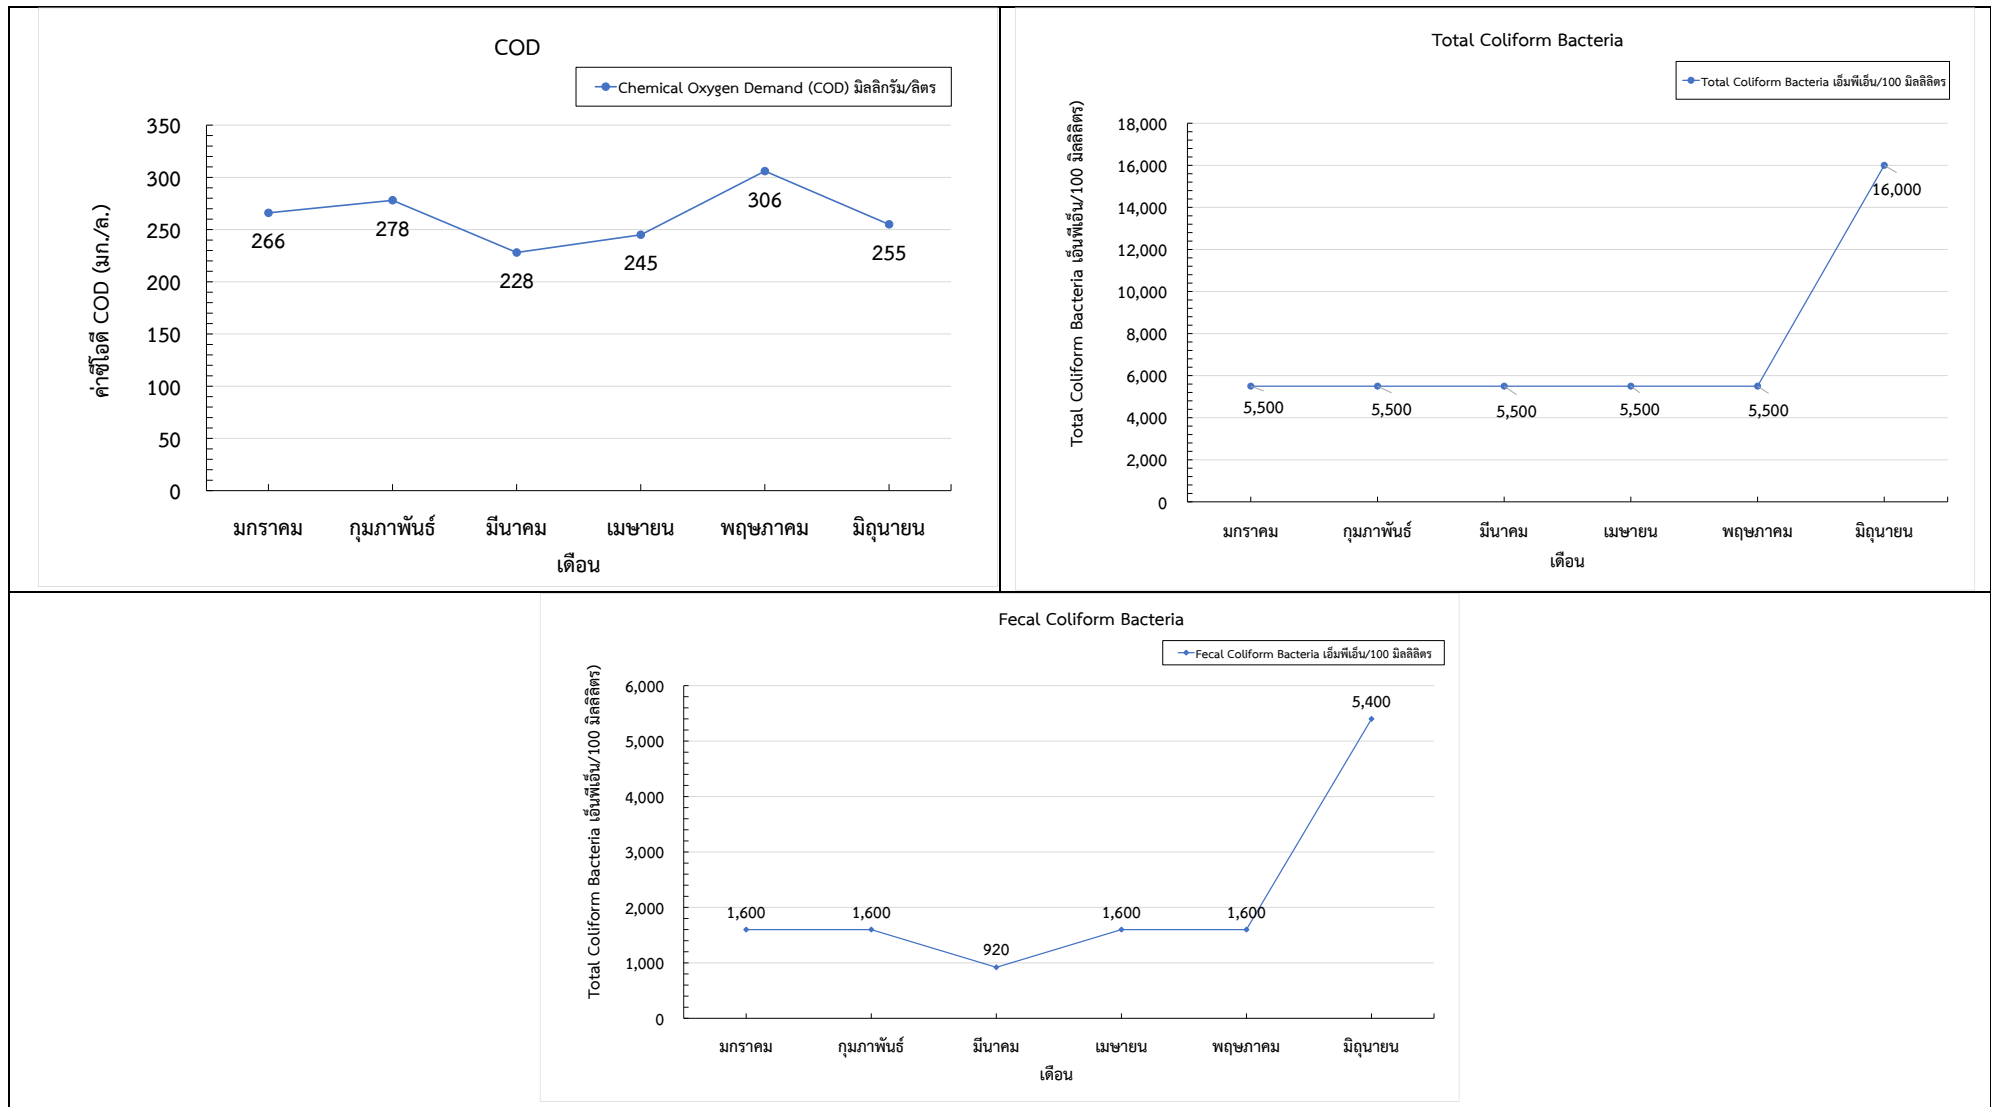 COD
Chemical Oxygen Demand (COD) มิลลิกรัม/ลิตร
ค่าซีโอดี COD (มก./ล.)
350
300
250
200
150
100
50
0
266
278
228
245
306
255
มกราคม กุมภาพันธ์ มีนาคม เมษายน พฤษภาคม มิถุนายน
เดือน
Total Coliform Bacteria
Total Coliform Bacteria เอ็มพีเอ็น/100 มิลลิลิตร
Total Coliform Bacteria เอ็นพีเอ็น/100 มิลลิลิตร)
18,000
16,000
14,000
12,000
10,000
8,000
6,000
4,000
2,000
0
5,500
5,500
5,500
5,500
5,500
16,000
มกราคม กุมภาพันธ์ มีนาคม เมษายน พฤษภาคม มิถุนายน
เดือน
Fecal Coliform Bacteria
Fecal Coliform Bacteria เอ็มพีเอ็น/100 มิลลิลิตร
Total Coliform Bacteria เอ็นพีเอ็น/100 มิลลิลิตร)
6,000
5,000
4,000
3,000
2,000
1,000
0
1,600
1,600
920
1,600
1,600
5,400
มกราคม กุมภาพันธ์ มีนาคม เมษายน พฤษภาคม มิถุนายน
เดือน